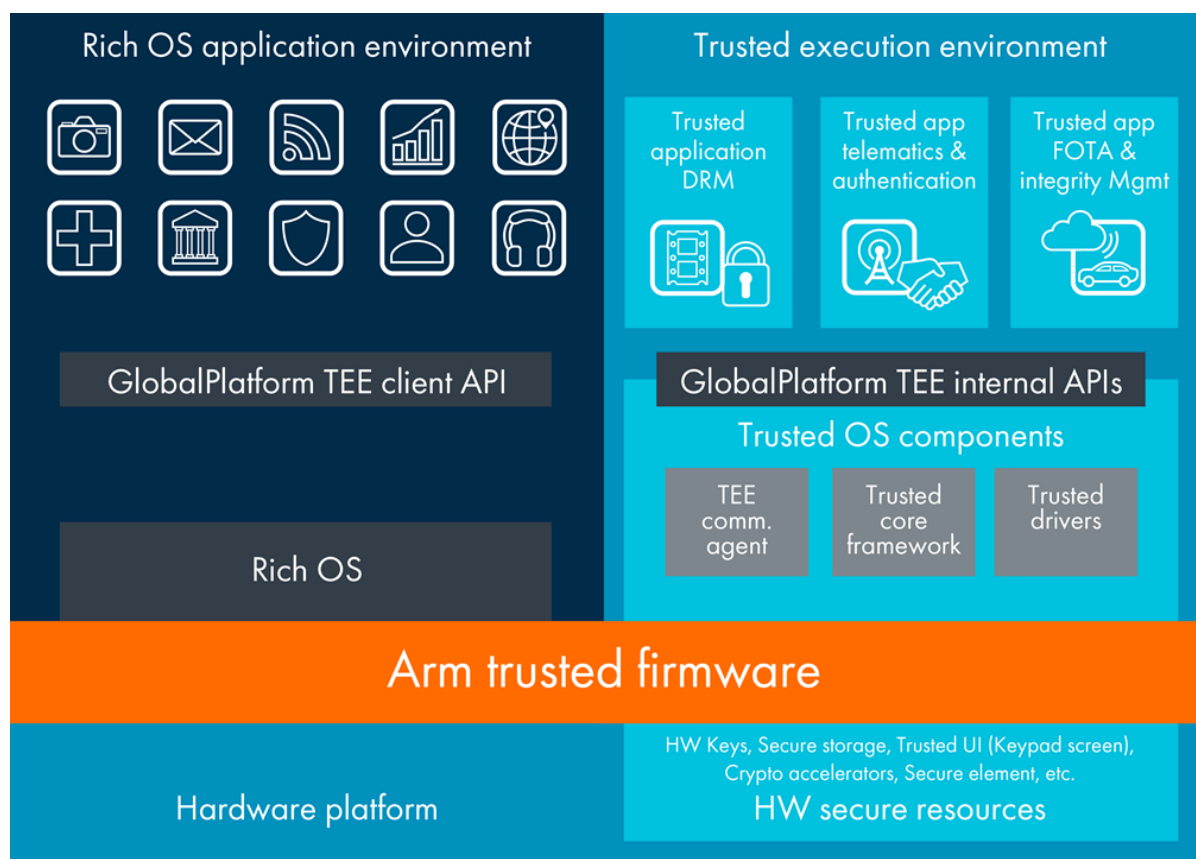 Rich OS application environment
Trusted execution environment
Trusted
application
DRM
Trusted app
telematics &
authentication
Trusted app
FOTA &
integrity Mgmt
GlobalPlatform TEE client API
GlobalPlatform TEE internal APIs
Trusted OS components
TEE
comm.
agent
Trusted
core
framework
Trusted
drivers
Rich OS
Arm trusted firmware
Hardware platform
HW Keys, Secure storage, Trusted UI (Keypad screen),
Crypto accelerators, Secure element, etc.
HW secure resources